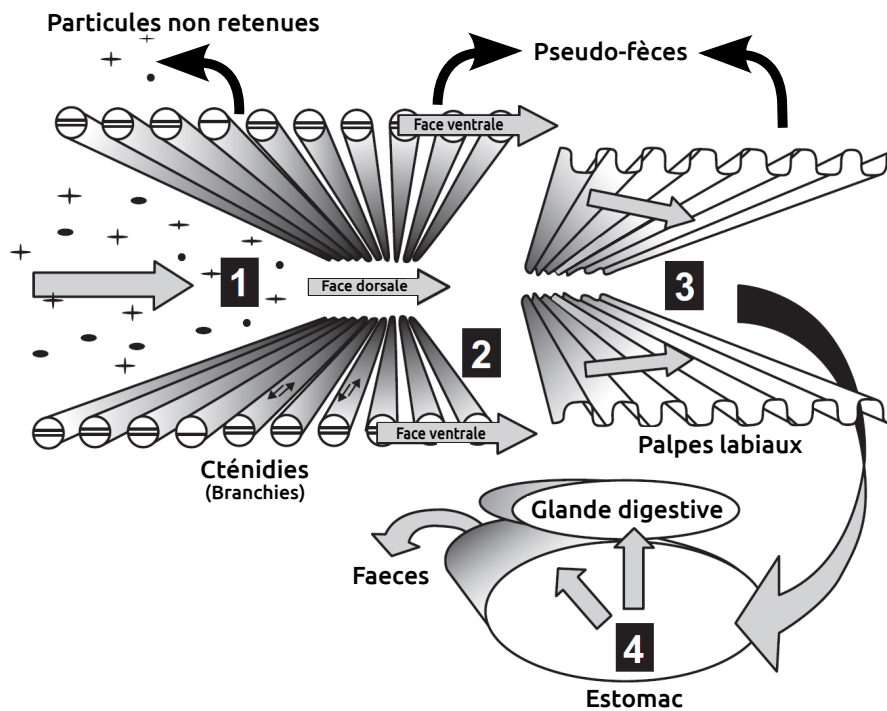 Particules non retenues
Pseudo-fèces
Face ventrale
1
Face dorsale
3
2
Face ventrale
Cténidies
(Branchies)
Palpes labiaux
Glande digestive
Faeces
4
Estomac